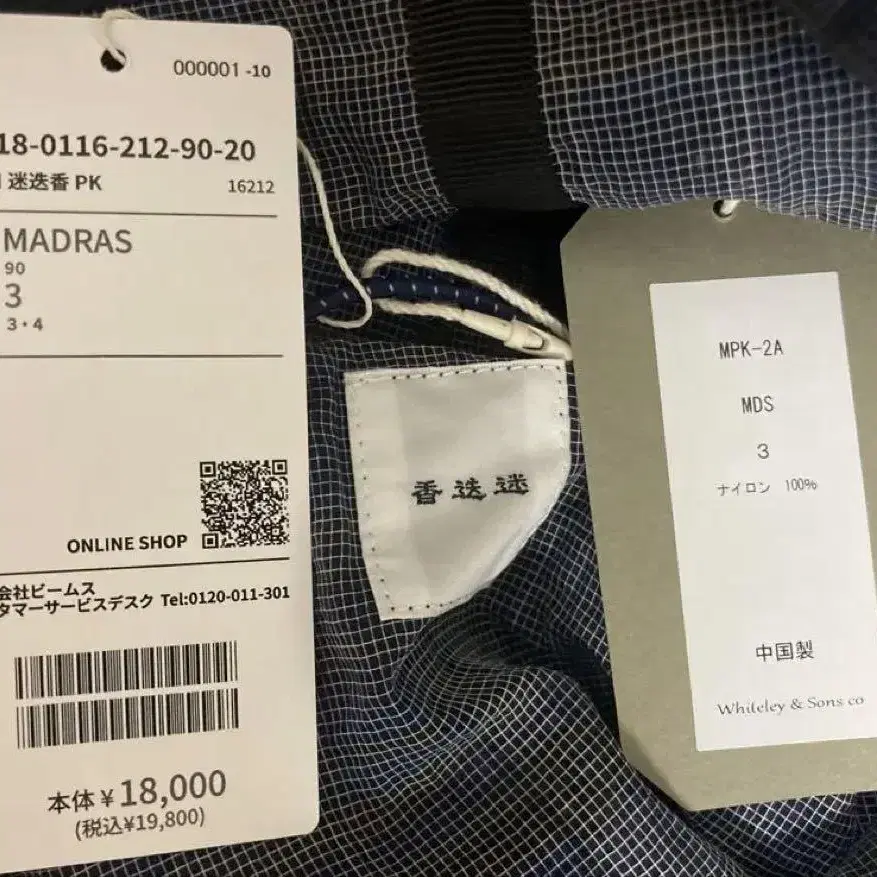 000001 -10
18-0116-212-90-20
迷迭香 PK
16212
MADRAS
90
3
3・4
ONLINE SHOP
会社ビームス
タマーサービスデスク Tel:0120-011-301
本体¥18,000
(税込¥19,800)
香迭迷
MPK-2A
MDS
3
ナイロン 100%
中国製
Whiteley & Sons co